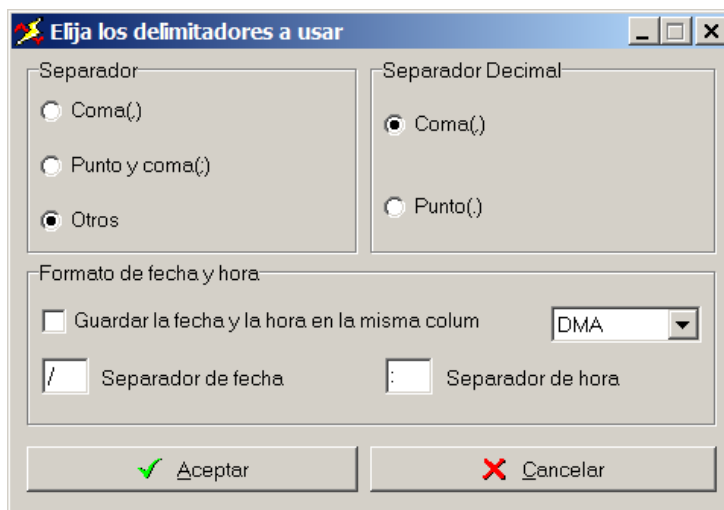 Elija los delimitadores a usar
Separador
Coma(,)
Punto y coma(;)
Otros
Separador Decimal
Coma(,)
Punto(.)
Formato de fecha y hora
Guardar la fecha y la hora en la misma colum
DMA
/
Separador de fecha
:
Separador de hora
Aceptar
Cancelar